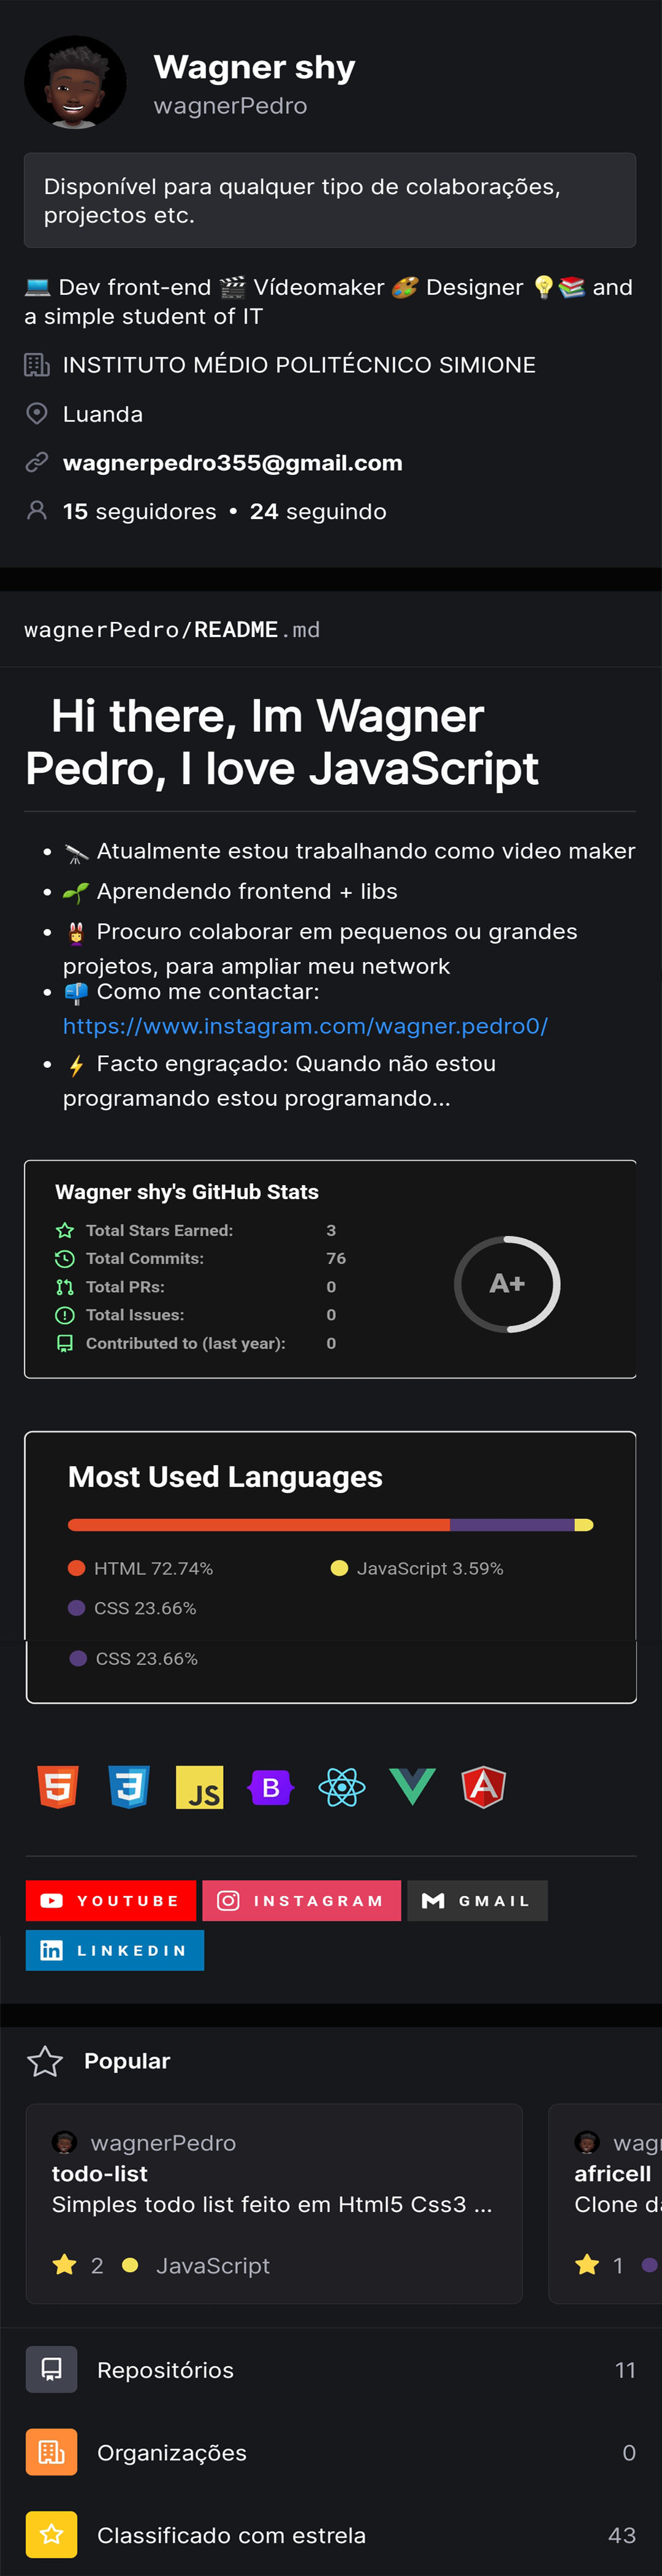 Wagner shy
wagnerPedro
Disponível para qualquer tipo de colaborações,
projectos etc.
💻 Dev front-end 🎬 Vídeomaker 🎨 Designer 💡📚 and
a simple student of IT
INSTITUTO MÉDIO POLITÉCNICO SIMIONE
Luanda
wagnerpedro355@gmail.com
15 seguidores • 24 seguindo
wagnerPedro/README.md
Hi there, Im Wagner
Pedro, I love JavaScript
• 🔭 Atualmente estou trabalhando como video maker
• 🌱 Aprendendo frontend + libs
• 👯 Procuro colaborar em pequenos ou grandes
projetos, para ampliar meu network
• 📫 Como me contactar:
https://www.instagram.com/wagner.pedro0/
• ⚡ Facto engraçado: Quando não estou
programando estou programando...
Wagner shy's GitHub Stats
Total Stars Earned: 3
Total Commits: 76
Total PRs: 0
Total Issues: 0
Contributed to (last year): 0
A+
Most Used Languages
HTML 72.74% JavaScript 3.59%
CSS 23.66%
CSS 23.66%
5 3 JS B A
YOUTUBE INSTAGRAM GMAIL
LINKEDIN
Popular
wagnerPedro
todo-list
Simples todo list feito em Html5 Css3 ...
2 JavaScript
wagn
africell
Clone da
1
Repositórios 11
Organizações 0
Classificado com estrela 43